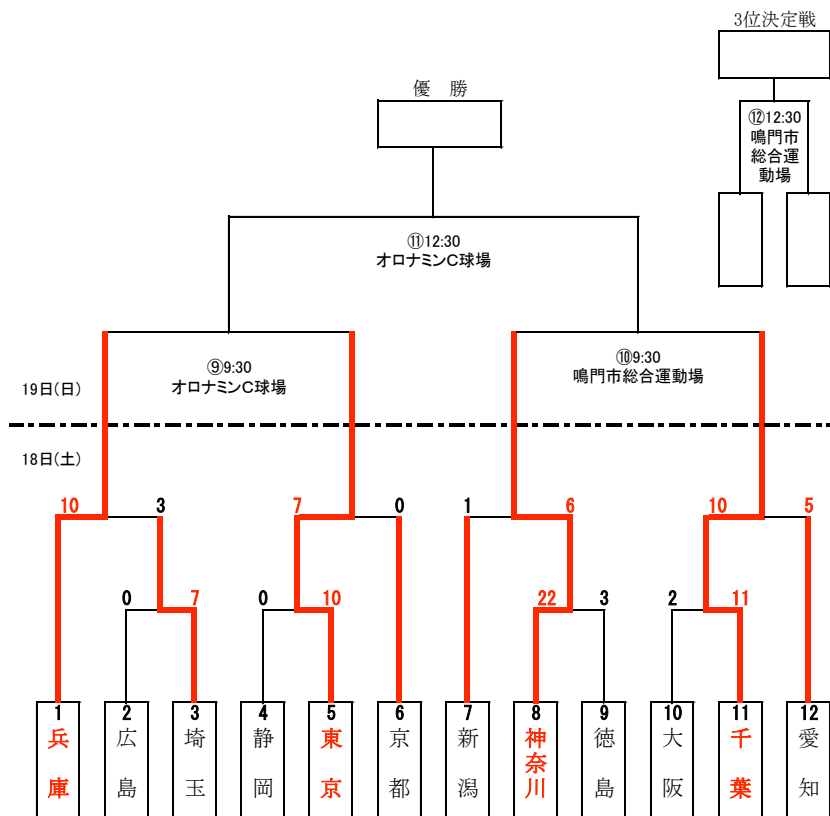 3位決定戦
優 勝
⑫12:30
鳴門市
総合運
動場
⑪12:30
オロナミンC球場
⑨9:30
オロナミンC球場
⑩9:30
鳴門市総合運動場
19日(日)
18日(土)
10 3 7 0 1 6 10 5
0 7 0 10 22 3 2 11
1 2 3 4 5 6 7 8 9 10 11 12
兵庫
広島
埼玉
静岡
東京
京都
新潟
神奈川
徳島
大阪
千葉
愛知